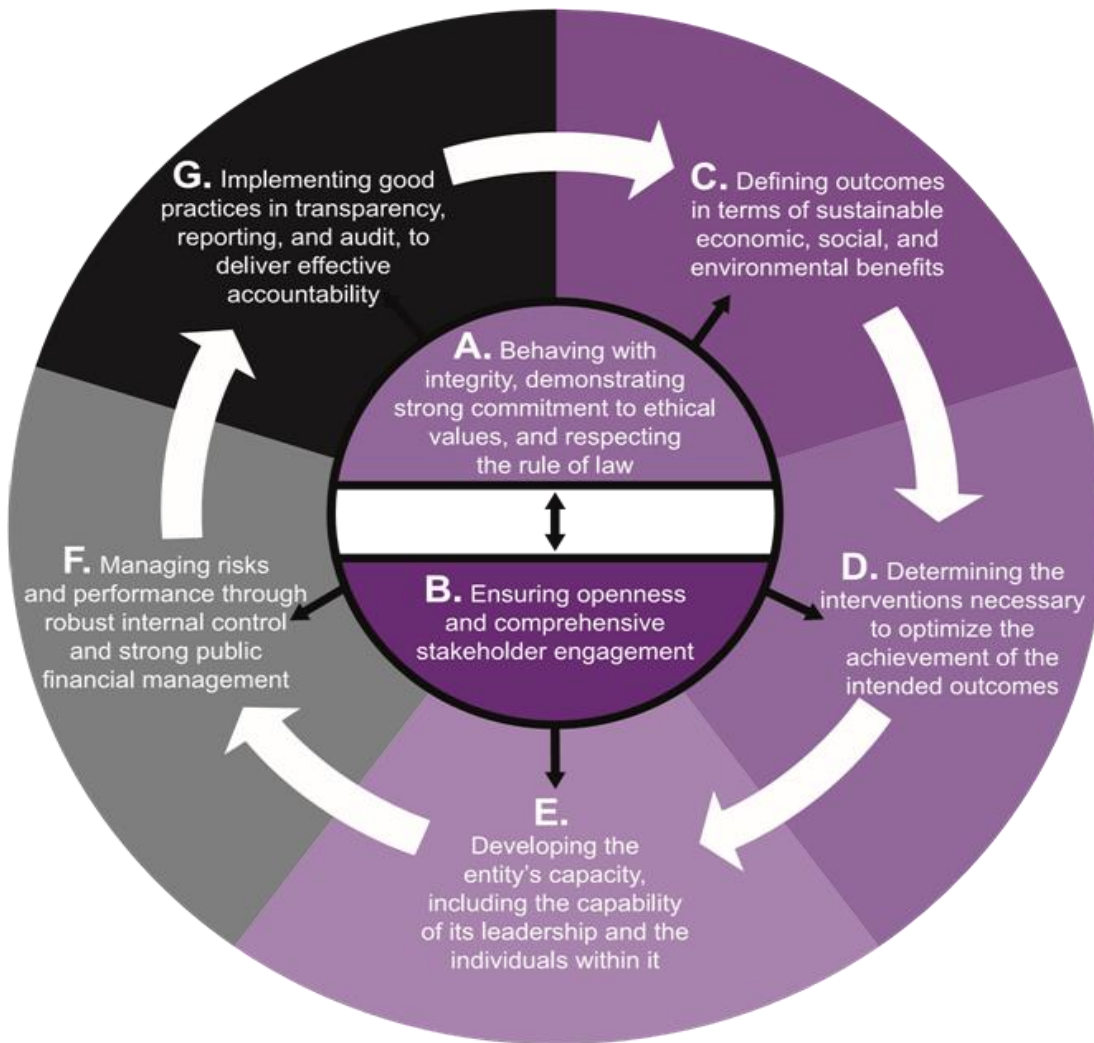 G. Implementing good
practices in transparency,
reporting, and audit, to
deliver effective
accountability
C. Defining outcomes
in terms of sustainable
economic, social, and
environmental benefits
A. Behaving with
integrity, demonstrating
strong commitment to ethical
values, and respecting
the rule of law
F. Managing risks
and performance through
robust internal control
and strong public
financial management
B. Ensuring openness
and comprehensive
stakeholder engagement
D. Determining the
interventions necessary
to optimize the
achievement of the
intended outcomes
E.
Developing the
entity's capacity,
including the capability
of its leadership and the
individuals within it